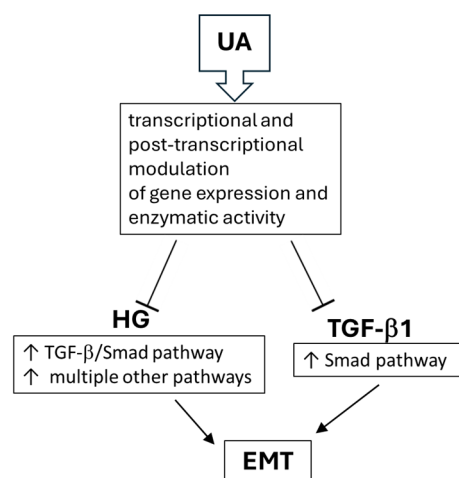 UA
transcriptional and
post-transcriptional
modulation
of gene expression and
enzymatic activity
HG
↑ TGF-β/Smad pathway
↑ multiple other pathways
TGF-β1
↑ Smad pathway
EMT